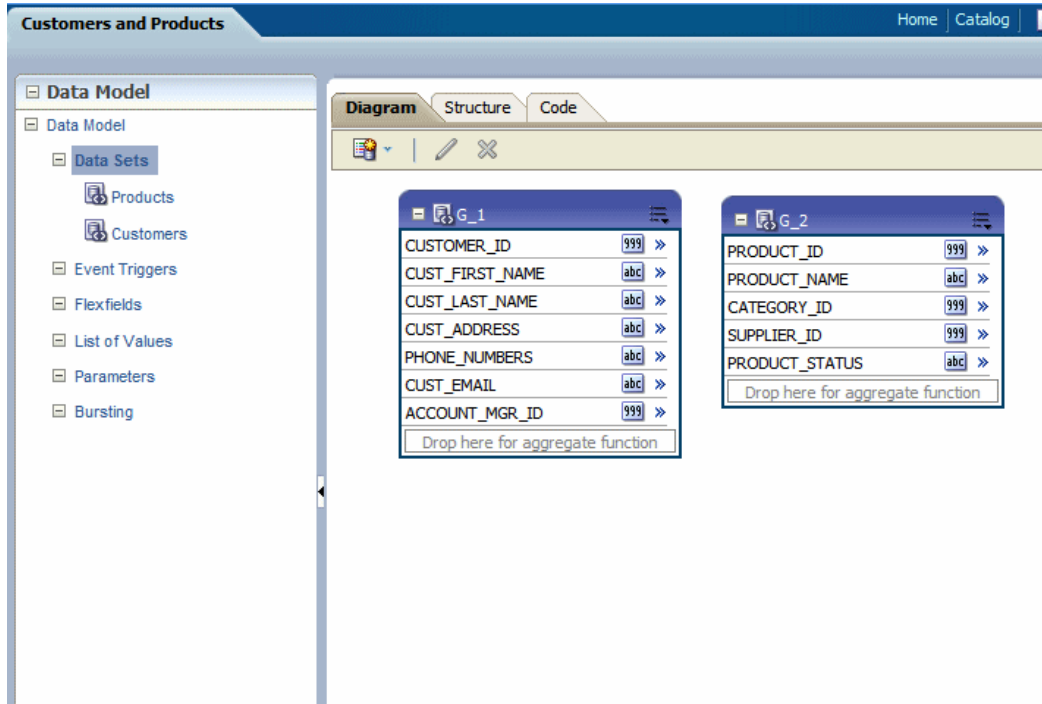 Customers and Products
Home Catalog
Data Model
Data Model
Data Sets
Products
Customers
Event Triggers
Flexfields
List of Values
Parameters
Bursting
Diagram Structure Code
G_1
CUSTOMER_ID 999
CUST_FIRST_NAME abc
CUST_LAST_NAME abc
CUST_ADDRESS abc
PHONE_NUMBERS abc
CUST_EMAIL abc
ACCOUNT_MGR_ID 999
Drop here for aggregate function
G_2
PRODUCT_ID 999
PRODUCT_NAME abc
CATEGORY_ID 999
SUPPLIER_ID 999
PRODUCT_STATUS abc
Drop here for aggregate function